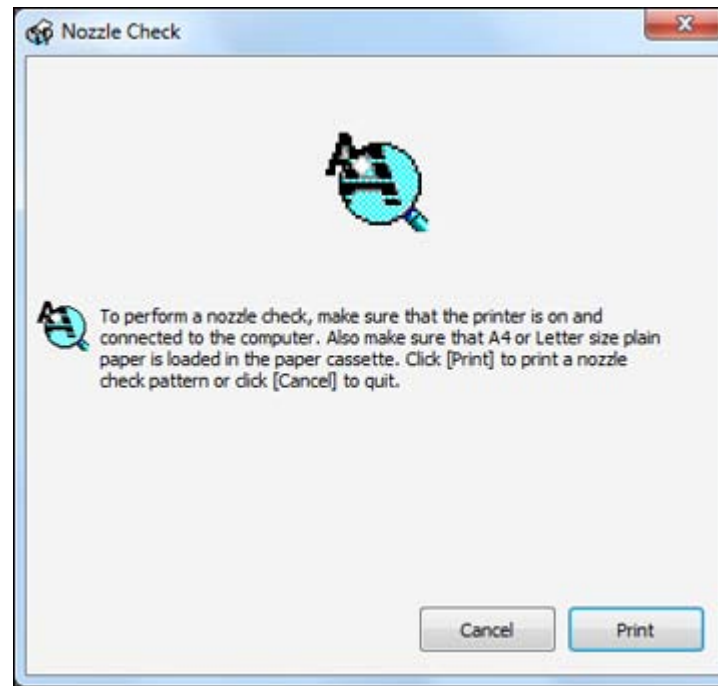 Nozzle Check
To perform a nozzle check, make sure that the printer is on and
connected to the computer. Also make sure that A4 or Letter size plain
paper is loaded in the paper cassette. Click [Print] to print a nozzle
check pattern or click [Cancel] to quit.
Cancel Print